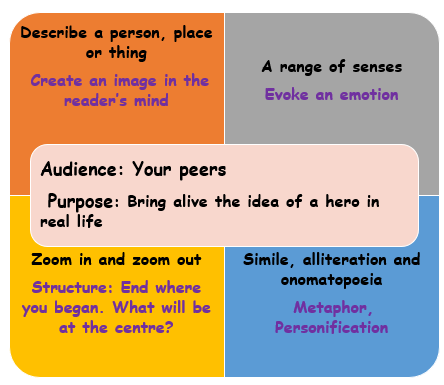 Describe a person, place
or thing
Create an image in the
reader's mind
A range of senses
Evoke an emotion
Audience: Your peers
Purpose: Bring alive the idea of a hero in
real life
Zoom in and zoom out
Structure: End where
you began. What will be
at the centre?
Simile, alliteration and
onomatopoeia
Metaphor,
Personification